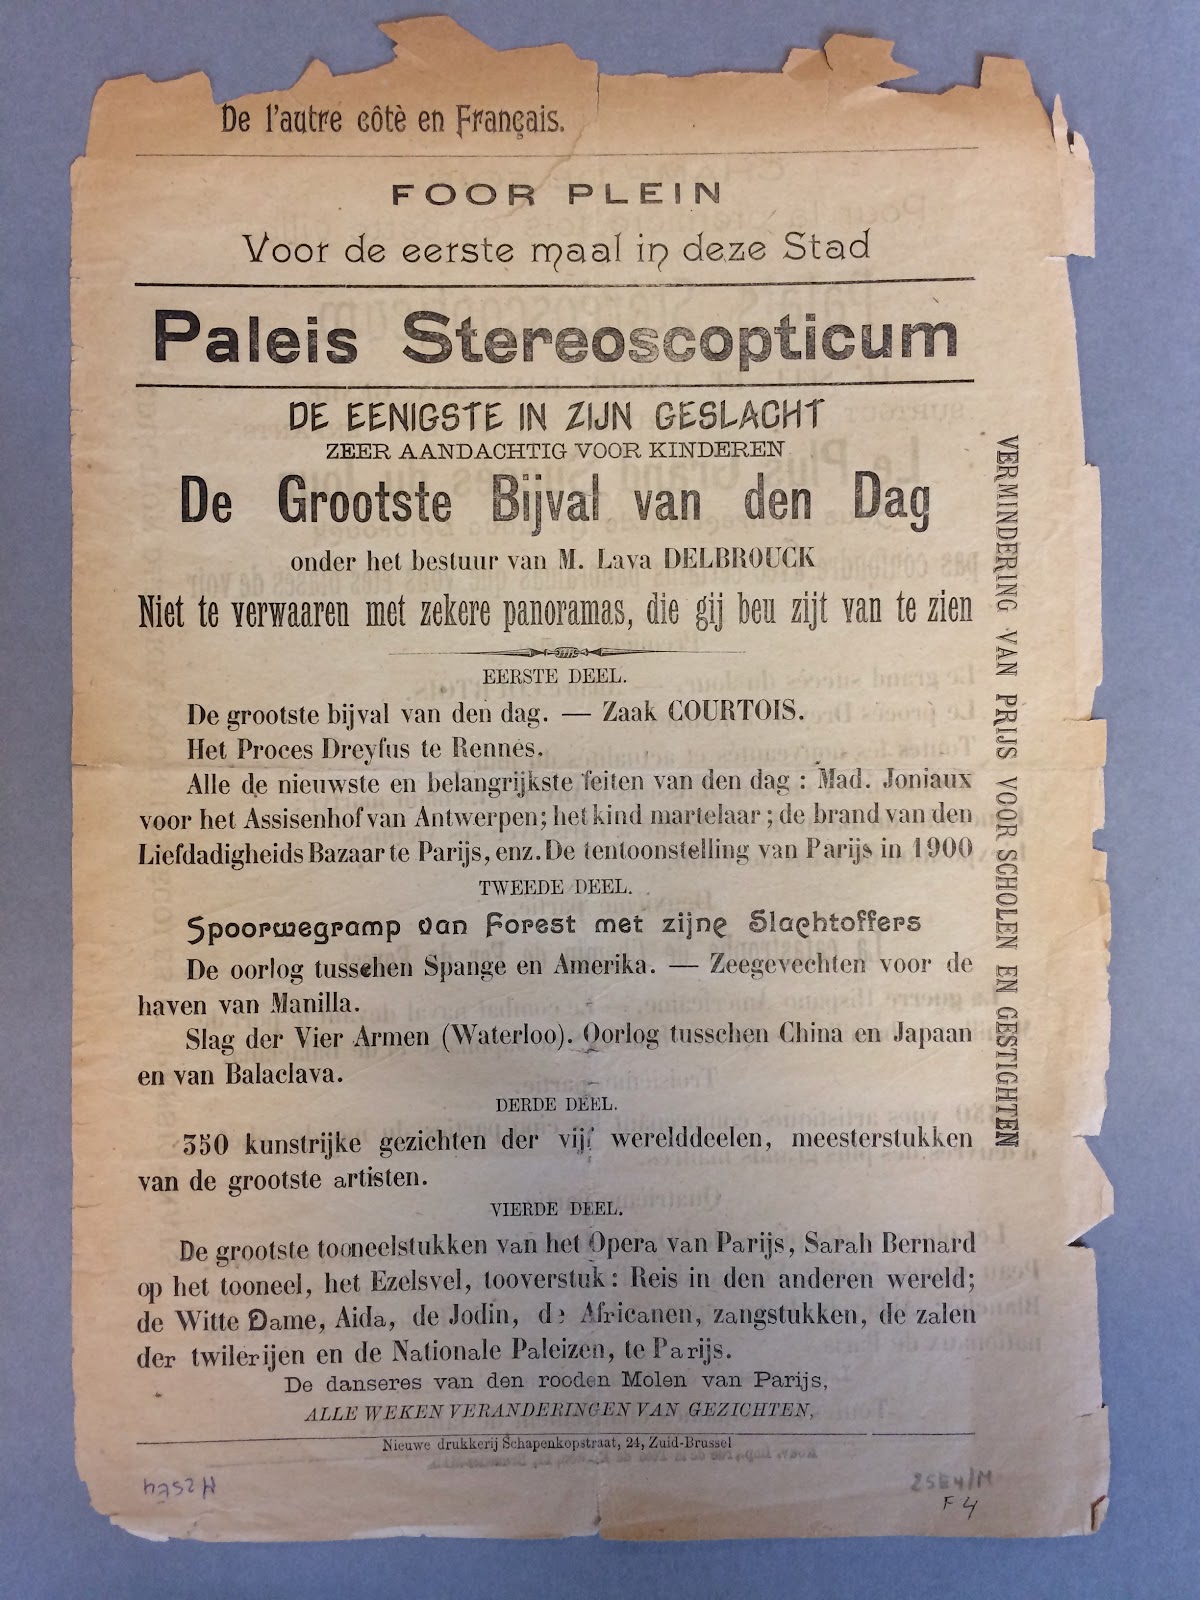 De l'autre côtè en Français.
FOOR PLEIN
Voor de eerste maal in deze Stad
Paleis Stereoscopticum
DE EENIGSTE IN ZIJN GESLACHT
ZEER AANDACHTIG VOOR KINDEREN
De Grootste Bijval van den Dag
onder het bestuur van M. Lava DELBROUCK
Niet te verwaaren met zekere panoramas, die gij beu zijt van te zien
EERSTE DEEL.
De grootste bijval van den dag. — Zaak COURTOIS.
Het Proces Dreyfus te Rennes.
Alle de nieuwste en belangrijkste feiten van den dag : Mad. Joniaux
voor het Assisenhof van Antwerpen; het kind martelaar ; de brand van den
Liefdadigheids Bazaar te Parijs, enz. De tentoonstelling van Parijs in 1900
TWEEDE DEEL.
Spoorwegramp van Forest met zijne Slachtoffers
De oorlog tusschen Spange en Amerika. — Zeegevechten voor de
haven van Manilla.
Slag der Vier Armen (Waterloo). Oorlog tusschen China en Japaan
en van Balaclava.
DERDE DEEL.
350 kunstrijke gezichten der vijf werelddeelen, meesterstukken
van de grootste artisten.
VIERDE DEEL.
De grootste tooneelstukken van het Opera van Parijs, Sarah Bernard
op het tooneel, het Ezelsvel, tooverstuk : Reis in den anderen wereld;
de Witte Dame, Aida, de Jodin, de Africanen, zangstukken, de zalen
der twilerijen en de Nationale Paleizen, te Parijs.
De danseres van den rooden Molen van Parijs,
ALLE WEKEN VERANDERINGEN VAN GEZICHTEN,
Nieuwe drukkerij Schapenkopstraat, 24, Zuid-Brussel
VERMINDERING VAN PRIJS VOOR SCHOLEN EN GESTIGHTEN
25E4/M
F 4